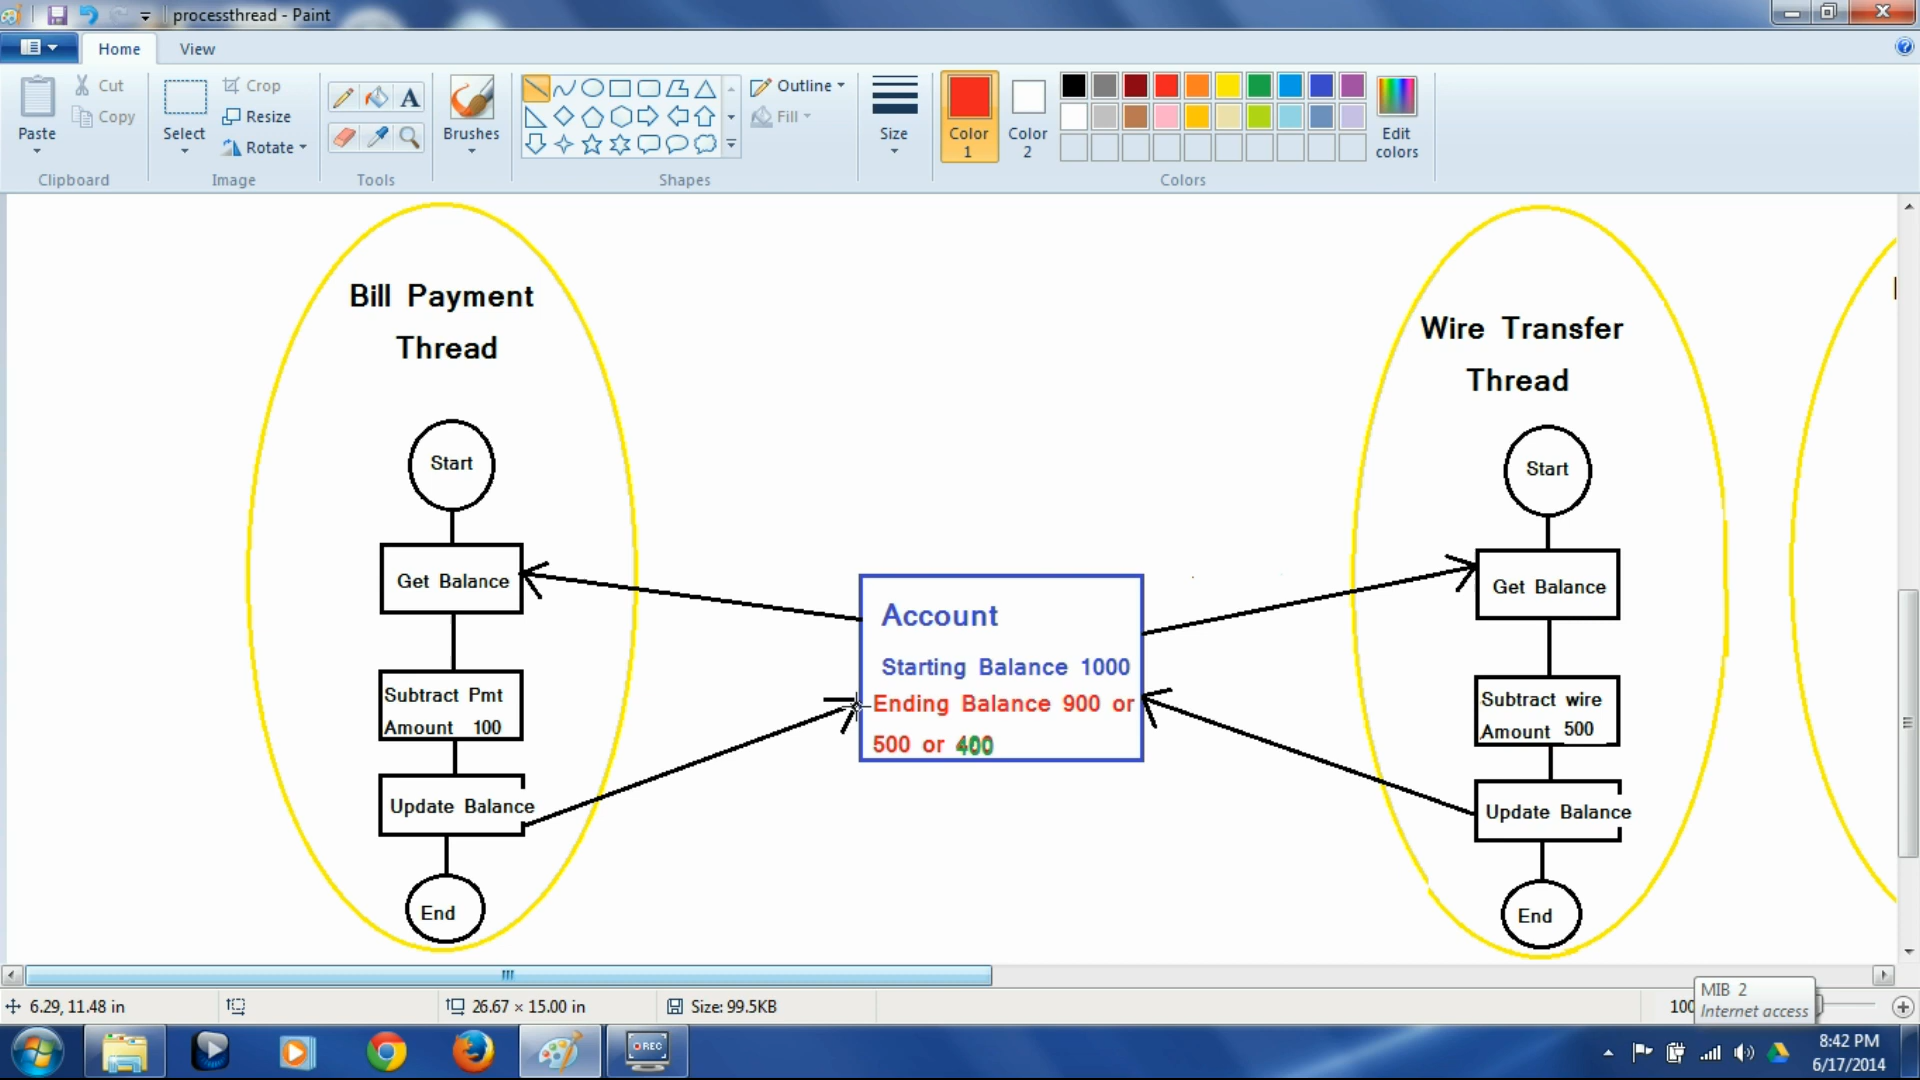 processthread - Paint
Home
View
Paste
Cut
Copy
Clipboard
Select
Crop
Resize
Rotate
Image
A
Tools
Brushes
Shapes
Outline
Fill
Size
Color 1
Color 2
Edit colors
Colors
Bill Payment
Thread
Start
Get Balance
Subtract Pmt
Amount 100
Update Balance
End
Account
Starting Balance 1000
Ending Balance 900 or
500 or 400
Wire Transfer
Thread
Start
Get Balance
Subtract wire
Amount 500
Update Balance
End
6.29, 11.48 in
26.67 × 15.00 in
Size: 99.5KB
MIB 2
Internet access
REC
8:42 PM
6/17/2014